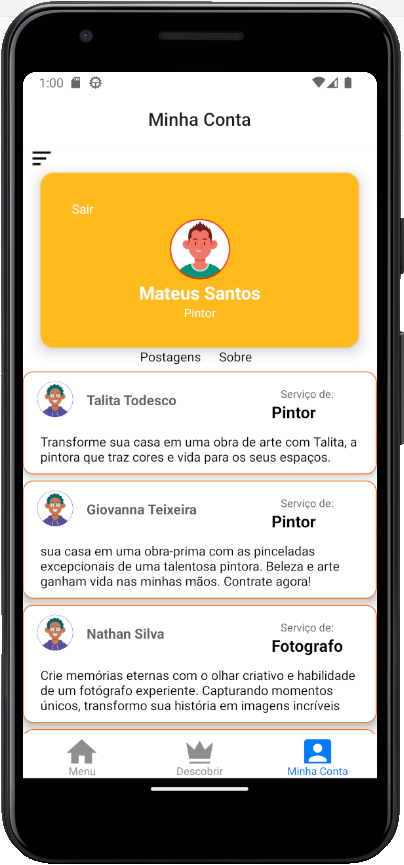 1:00
Minha Conta
Sair
Mateus Santos
Pintor
Postagens Sobre
Talita Todesco
Serviço de:
Pintor
Transforme sua casa em uma obra de arte com Talita, a
pintora que traz cores e vida para os seus espaços.
Giovanna Teixeira
Serviço de:
Pintor
sua casa em uma obra-prima com as pinceladas
excepcionais de uma talentosa pintora. Beleza e arte
ganham vida nas minhas mãos. Contrate agora!
Nathan Silva
Serviço de:
Fotografo
Crie memórias eternas com o olhar criativo e habilidade
de um fotógrafo experiente. Capturando momentos
únicos, transformo sua história em imagens incríveis
Menu Descobrir Minha Conta